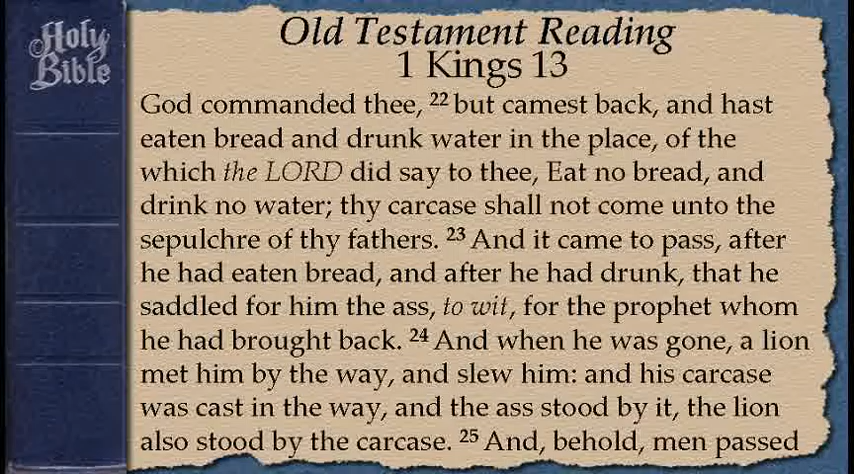 Holy
Bible
Old Testament Reading
1 Kings 13
God commanded thee, 22 but camest back, and hast
eaten bread and drunk water in the place, of the
which the LORD did say to thee, Eat no bread, and
drink no water; thy carcase shall not come unto the
sepulchre of thy fathers. 23 And it came to pass, after
he had eaten bread, and after he had drunk, that he
saddled for him the ass, to wit, for the prophet whom
he had brought back. 24 And when he was gone, a lion
met him by the way, and slew him: and his carcase
was cast in the way, and the ass stood by it, the lion
also stood by the carcase. 25 And, behold, men passed